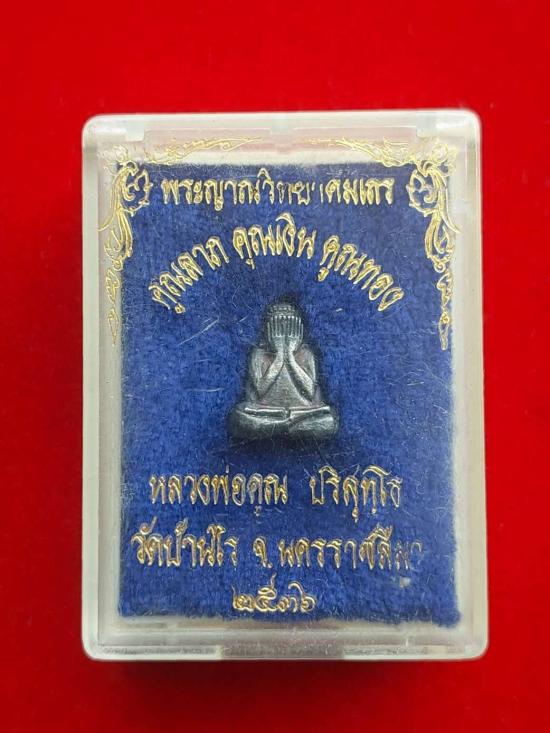 พระญาณวิทยาคมเถร
คูณลาภ คูณเงิน คูณทอง
หลวงพ่อคูณ ปริสุทฺโธ
วัดบ้านไร่ จ.นครราชสีมา
๒๕๓๖